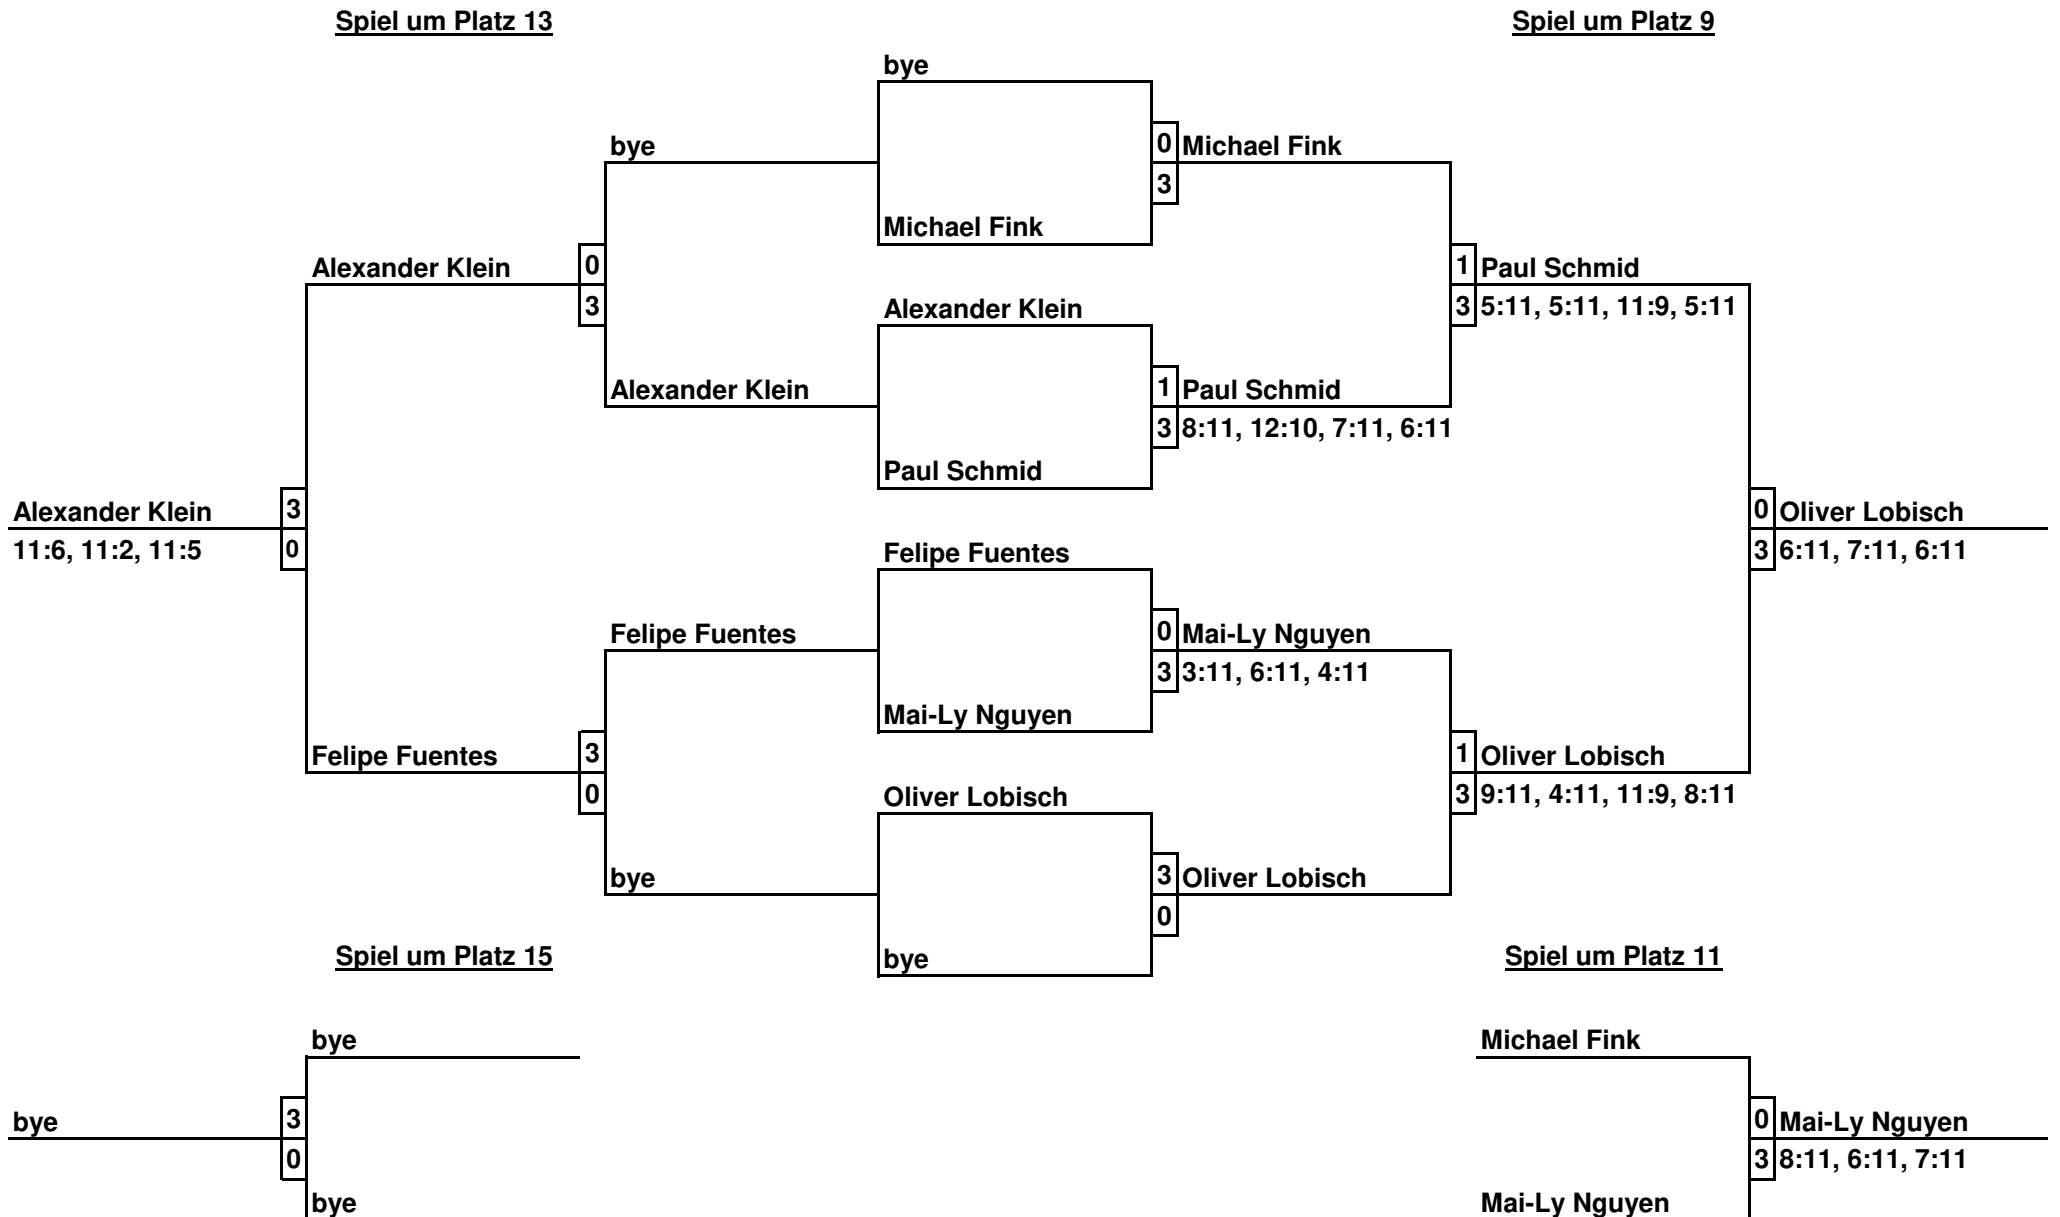 Spiel um Platz 13
Spiel um Platz 9
bye
bye
0
Michael Fink
3
Michael Fink
Alexander Klein
0
1
Paul Schmid
3
3
5:11, 5:11, 11:9, 5:11
Alexander Klein
Alexander Klein
1
Paul Schmid
3
8:11, 12:10, 7:11, 6:11
Paul Schmid
Alexander Klein
3
0
Oliver Lobisch
11:6, 11:2, 11:5
0
3
6:11, 7:11, 6:11
Felipe Fuentes
Felipe Fuentes
0
Mai-Ly Nguyen
3
3:11, 6:11, 4:11
Mai-Ly Nguyen
Felipe Fuentes
3
1
Oliver Lobisch
0
3
9:11, 4:11, 11:9, 8:11
Oliver Lobisch
bye
3
Oliver Lobisch
0
bye
Spiel um Platz 15
Spiel um Platz 11
bye
Michael Fink
bye
3
0
Mai-Ly Nguyen
0
3
8:11, 6:11, 7:11
bye
Mai-Ly Nguyen